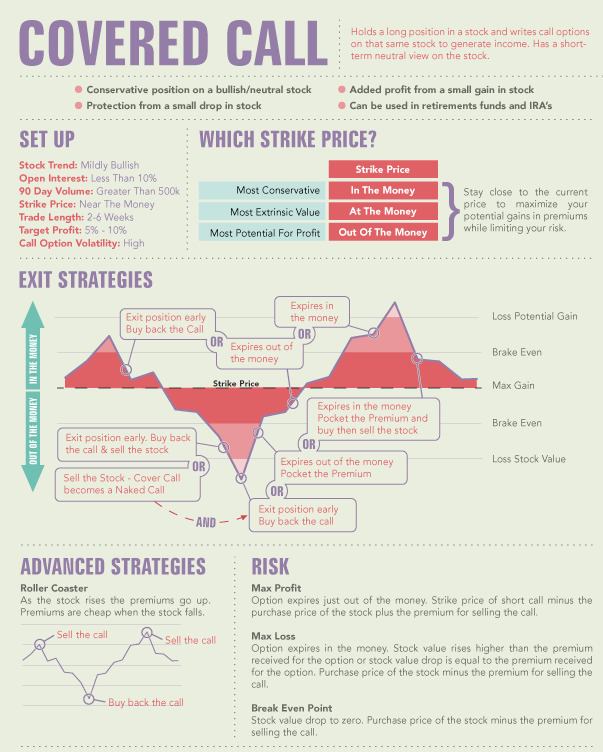 COVERED CALL
Holds a long position in a stock and writes call options
on that same stock to generate income. Has a short-
term neutral view on the stock.
Conservative position on a bullish/neutral stock
Added profit from a small gain in stock
Protection from a small drop in stock
Can be used in retirements funds and IRA's
SET UP
Stock Trend: Mildly Bullish
Open Interest: Less Than 10%
90 Day Volume: Greater Than 500k
Strike Price: Near The Money
Trade Length: 2-6 Weeks
Target Profit: 5% - 10%
Call Option Volatility: High
WHICH STRIKE PRICE?
Strike Price
Most Conservative
In The Money
Most Extrinsic Value
At The Money
Most Potential For Profit
Out Of The Money
Stay close to the current
price to maximize your
potential gains in premiums
while limiting your risk.
EXIT STRATEGIES
IN THE MONEY
OUT OF THE MONEY
Exit position early
Buy back the Call
OR
Expires out of
the money
OR
Expires in
the money
Loss Potential Gain
Brake Even
Strike Price
Max Gain
Brake Even
Loss Stock Value
Expires in the money
Pocket the Premium and
buy then sell the stock
OR
Expires out of the money
Pocket the Premium
OR
Exit position early
Buy back the call
Exit position early. Buy back
the call & sell the stock
OR
Sell the Stock - Cover Call
becomes a Naked Call
AND
ADVANCED STRATEGIES
Roller Coaster
As the stock rises the premiums go up.
Premiums are cheap when the stock falls.
Sell the call
Sell the call
Buy back the call
RISK
Max Profit
Option expires just out of the money. Strike price of short call minus the
purchase price of the stock plus the premium for selling the call.
Max Loss
Option expires in the money. Stock value rises higher than the premium
received for the option or stock value drop is equal to the premium received
for the option. Purchase price of the stock minus the premium for selling the
call.
Break Even Point
Stock value drop to zero. Purchase price of the stock minus the premium for
selling the call.